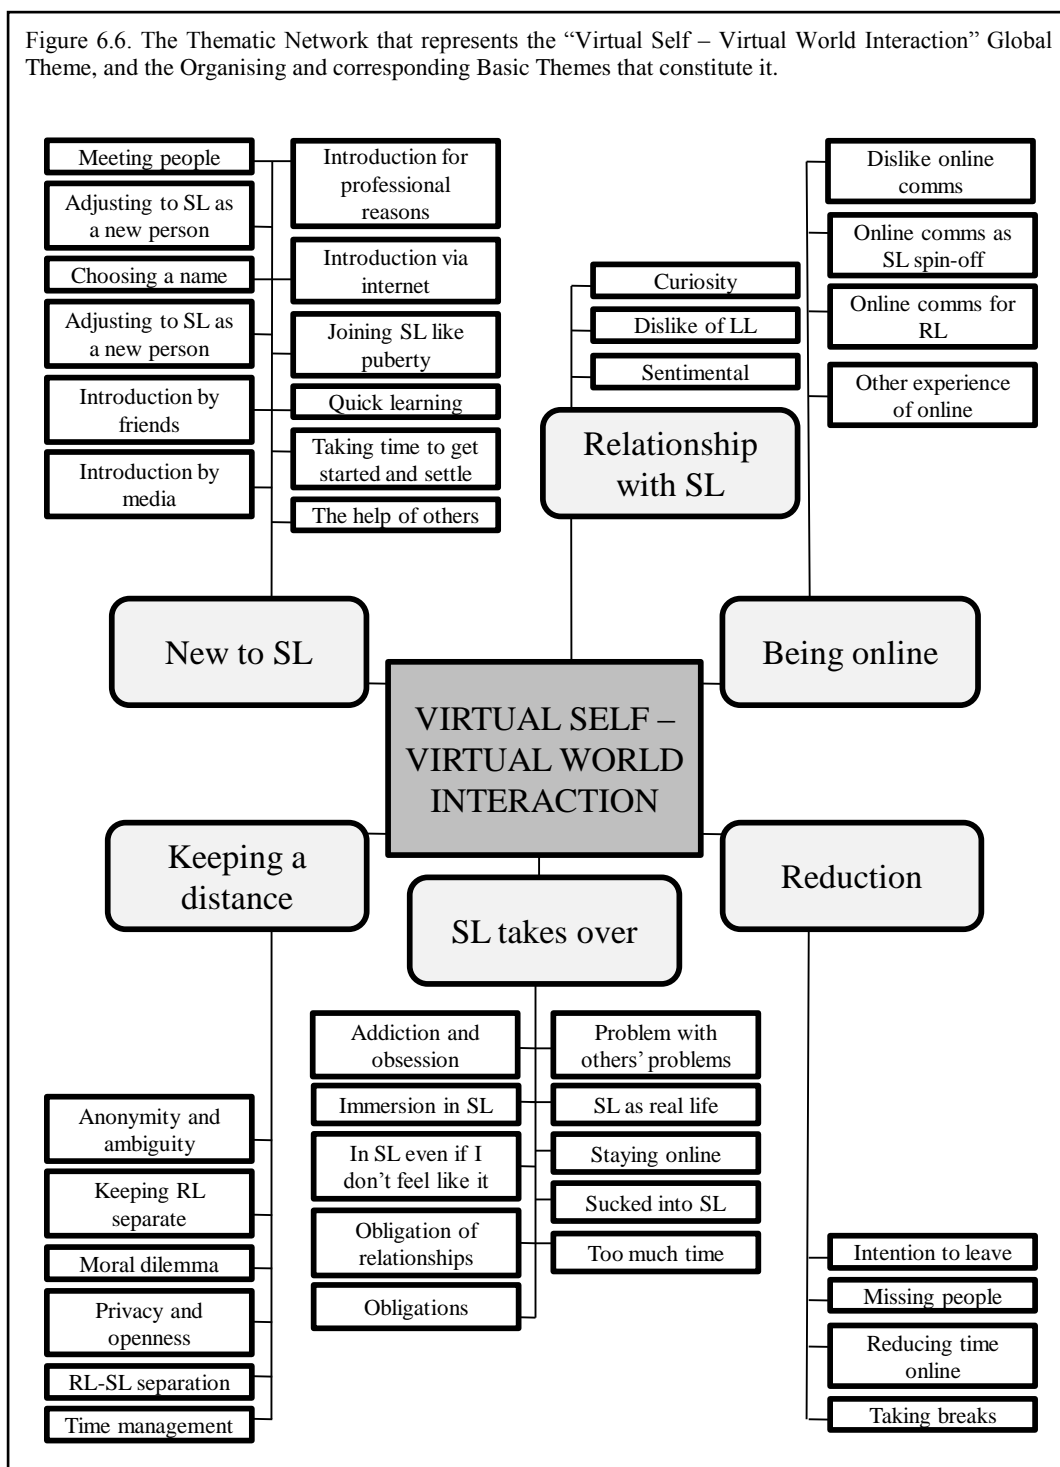 Figure 6.6. The Thematic Network that represents the “Virtual Self – Virtual World Interaction” Global
Theme, and the Organising and corresponding Basic Themes that constitute it.
Meeting people
Adjusting to SL as
a new person
Choosing a name
Adjusting to SL as
a new person
Introduction by
friends
Introduction by
media
Introduction for
professional
reasons
Introduction via
internet
Joining SL like
puberty
Quick learning
Taking time to get
started and settle
The help of others
New to SL
Curiosity
Dislike of LL
Sentimental
Relationship
with SL
Dislike online
comms
Online comms as
SL spin-off
Online comms for
RL
Other experience
of online
Being online
VIRTUAL SELF –
VIRTUAL WORLD
INTERACTION
Keeping a
distance
Anonymity and
ambiguity
Keeping RL
separate
Moral dilemma
Privacy and
openness
RL-SL separation
Time management
SL takes over
Addiction and
obsession
Immersion in SL
In SL even if I
don’t feel like it
Obligation of
relationships
Obligations
Problem with
others’ problems
SL as real life
Staying online
Sucked into SL
Too much time
Reduction
Intention to leave
Missing people
Reducing time
online
Taking breaks